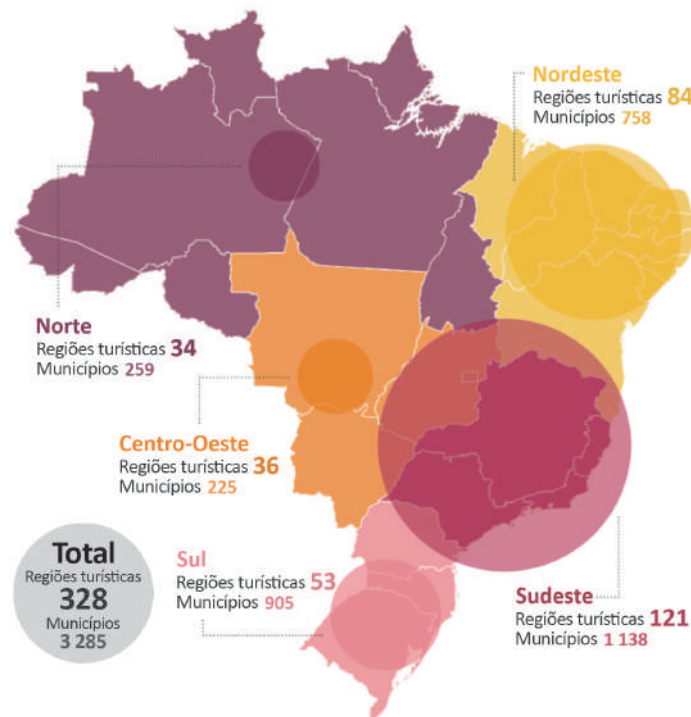 Nordeste
Regiões turísticas 84
Municípios 758
Norte
Regiões turísticas 34
Municípios 259
Centro-Oeste
Regiões turísticas 36
Municípios 225
Total
Regiões turísticas
328
Municípios
3 285
Sul
Regiões turísticas 53
Municípios 905
Sudeste
Regiões turísticas 121
Municípios 1 138